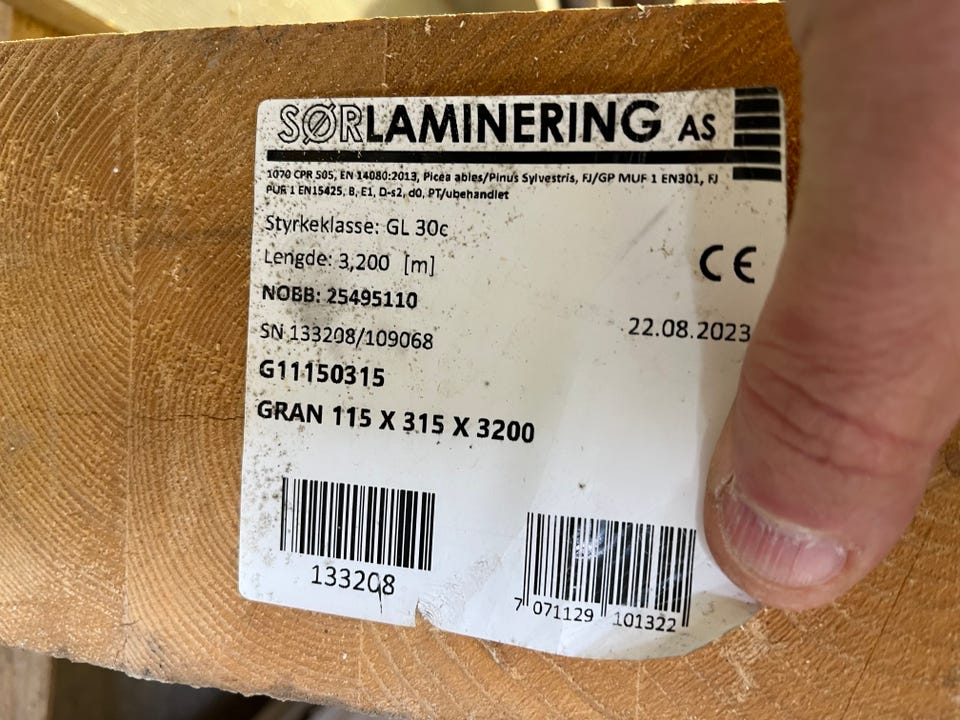 SØRLAMINERING AS
1070 CPR 505, EN 14080:2013, Picea abies/Pinus Sylvestris, FJ/GP MUF 1 EN301, FJ
PUR 1 EN15425, B, E1, D-s2, d0, PT/ubehandlet
Styrkeklasse: GL 30c
Lengde: 3,200 [m]
CE
NOBB: 25495110
22.08.2023
SN 133208/109068
G11150315
GRAN 115 X 315 X 3200
133208
7 071129 101322